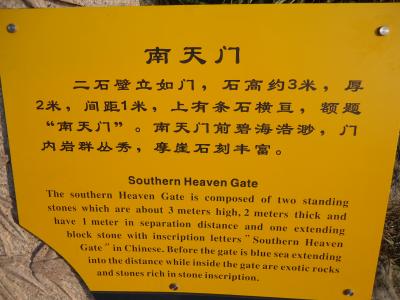 南天门
二石壁立如门，石高约3米，厚
2米，间距1米，上有条石横亘，额题
“南天门”。南天门前碧海浩渺，门
内岩群丛秀，摩崖石刻丰富。
Southern Heaven Gate
The southern Heaven Gate is composed of two standing
stones which are about 3 meters high, 2 meters thick and
have 1 meter in separation distance and one extending
block stone with inscription letters " Southern Heaven
Gate " in Chinese. Before the gate is blue sea extending
into the distance while inside the gate are exotic rocks
and stones rich in stone inscription.